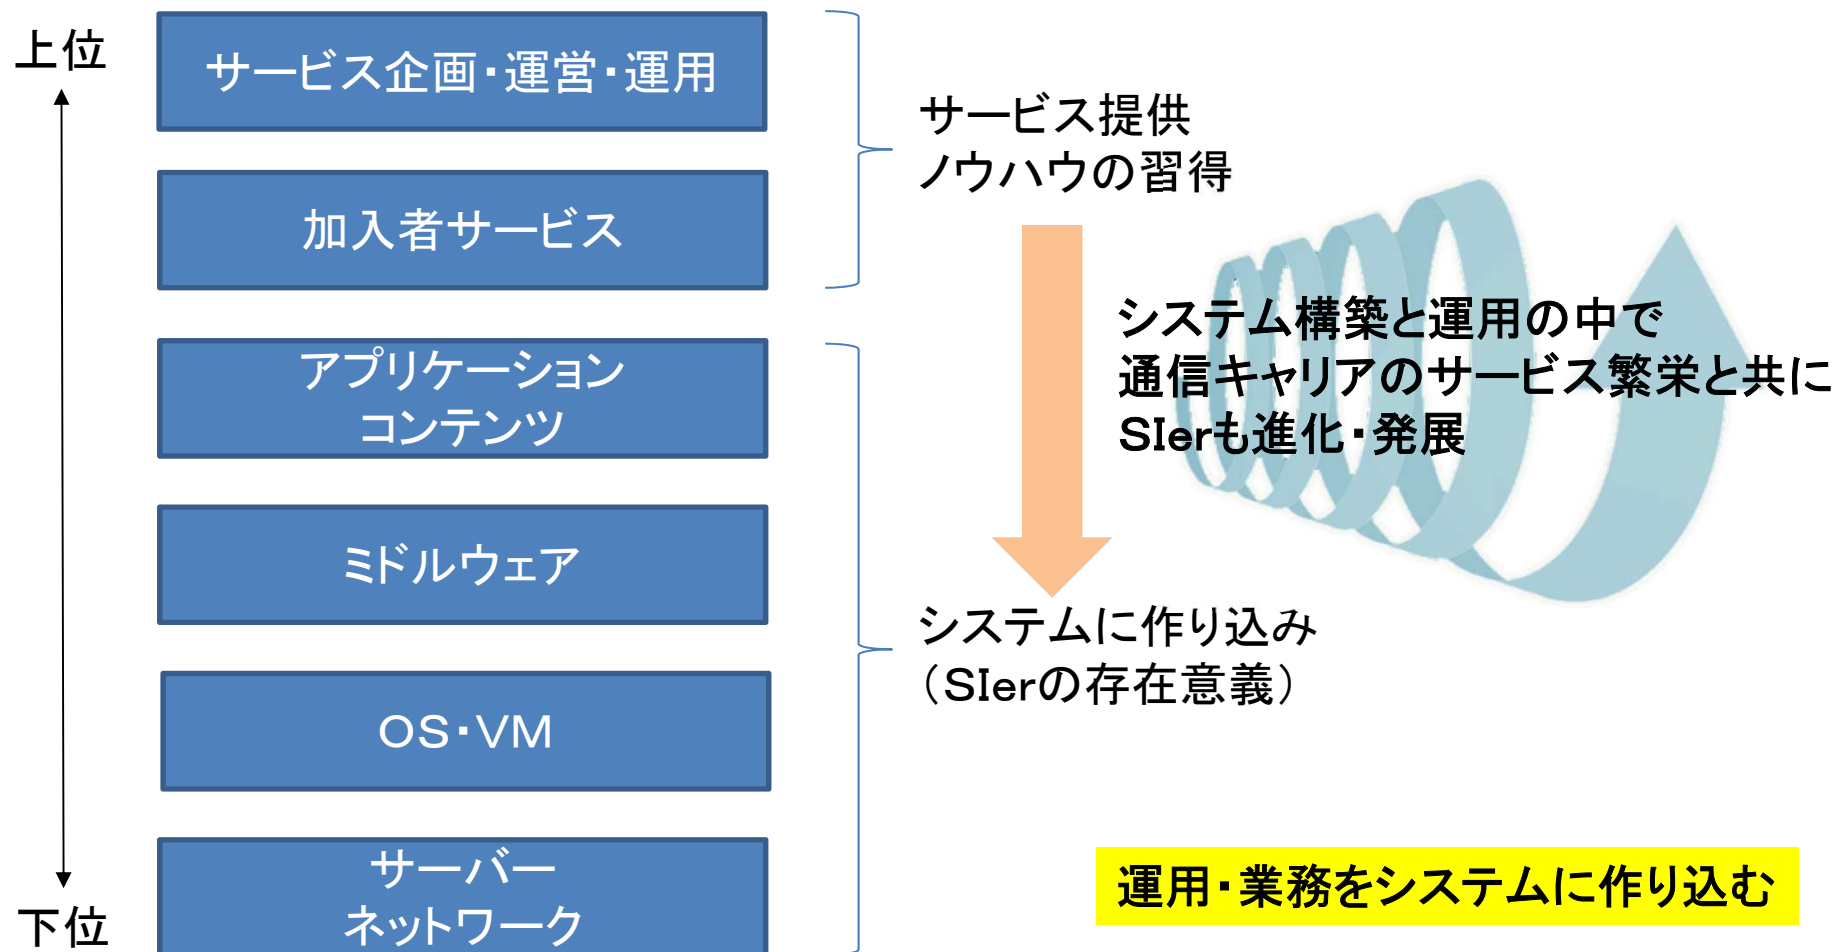 上位
サービス企画・運営・運用
加入者サービス
アプリケーション
コンテンツ
ミドルウェア
OS・VM
サーバー
ネットワーク
下位
サービス提供
ノウハウの習得
システムに作り込み
（SIerの存在意義）
システム構築と運用の中で
通信キャリアのサービス繁栄と共に
SIerも進化・発展
運用・業務をシステムに作り込む